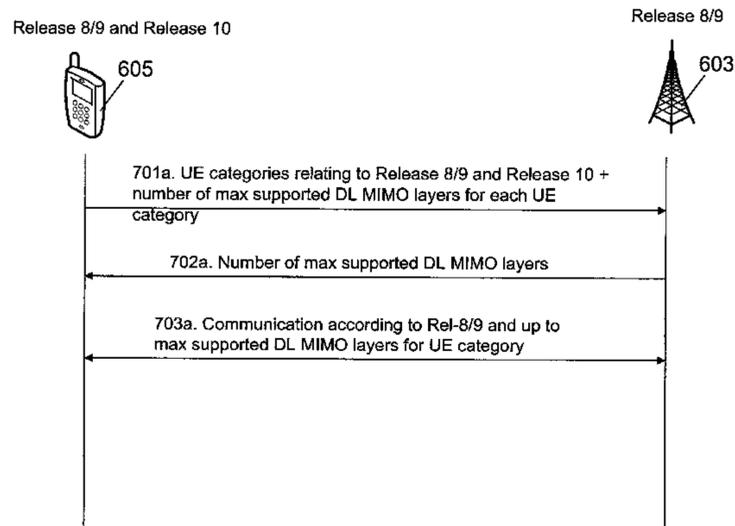 Release 8/9
Release 8/9 and Release 10
605
603
701a. UE categories relating to Release 8/9 and Release 10 +
number of max supported DL MIMO layers for each UE
category
702a. Number of max supported DL MIMO layers
703a. Communication according to Rel-8/9 and up to
max supported DL MIMO layers for UE category